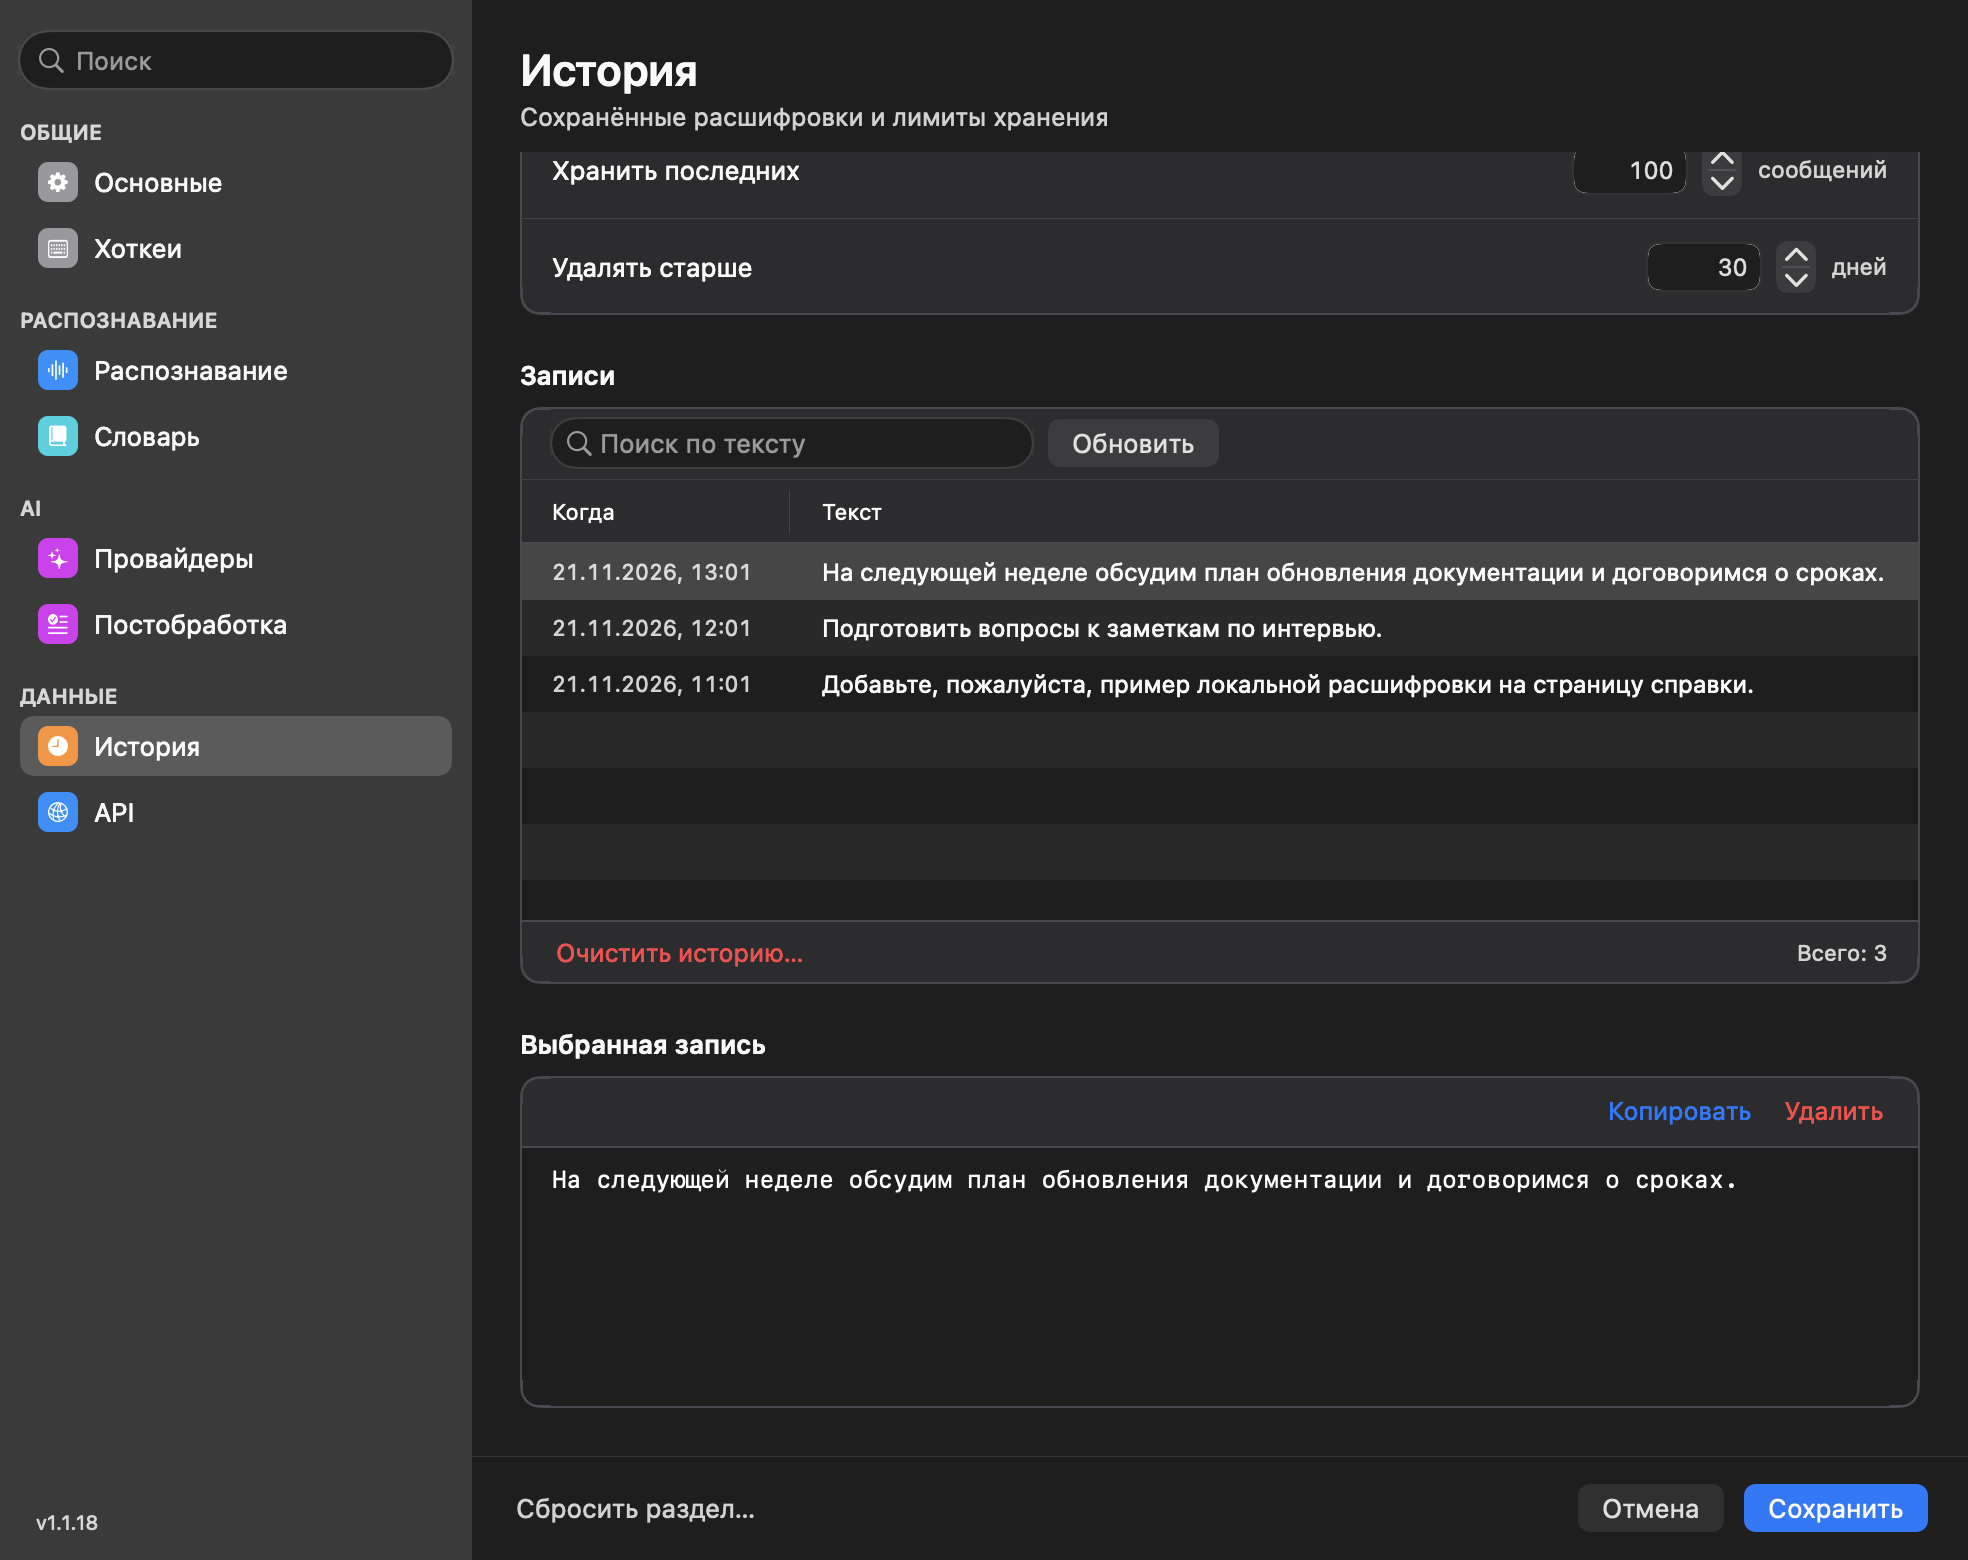 Поиск
ОБЩИЕ
Основные
Хоткеи
РАСПОЗНАВАНИЕ
Распознавание
Словарь
AI
Провайдеры
Постобработка
ДАННЫЕ
История
API
v1.1.18
История
Сохранённые расшифровки и лимиты хранения
Хранить последних 100 сообщений
Удалять старше 30 дней
Записи
Поиск по тексту Обновить
Когда Текст
21.11.2026, 13:01 На следующей неделе обсудим план обновления документации и договоримся о сроках.
21.11.2026, 12:01 Подготовить вопросы к заметкам по интервью.
21.11.2026, 11:01 Добавьте, пожалуйста, пример локальной расшифровки на страницу справки.
Очистить историю... Всего: 3
Выбранная запись
Копировать Удалить
На следующей неделе обсудим план обновления документации и договоримся о сроках.
Сбросить раздел... Отмена Сохранить